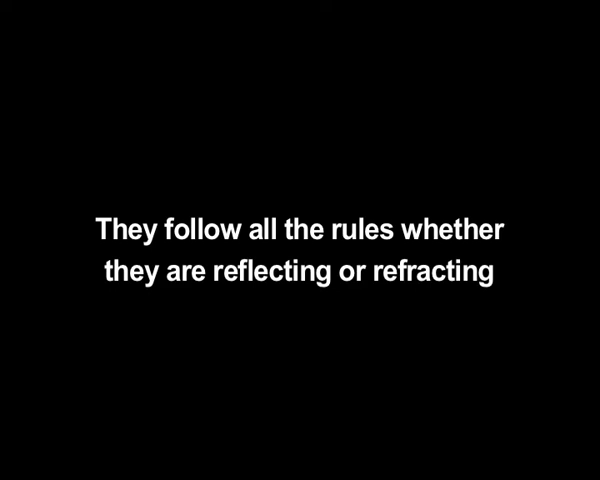 They follow all the rules whether
they are reflecting or refracting